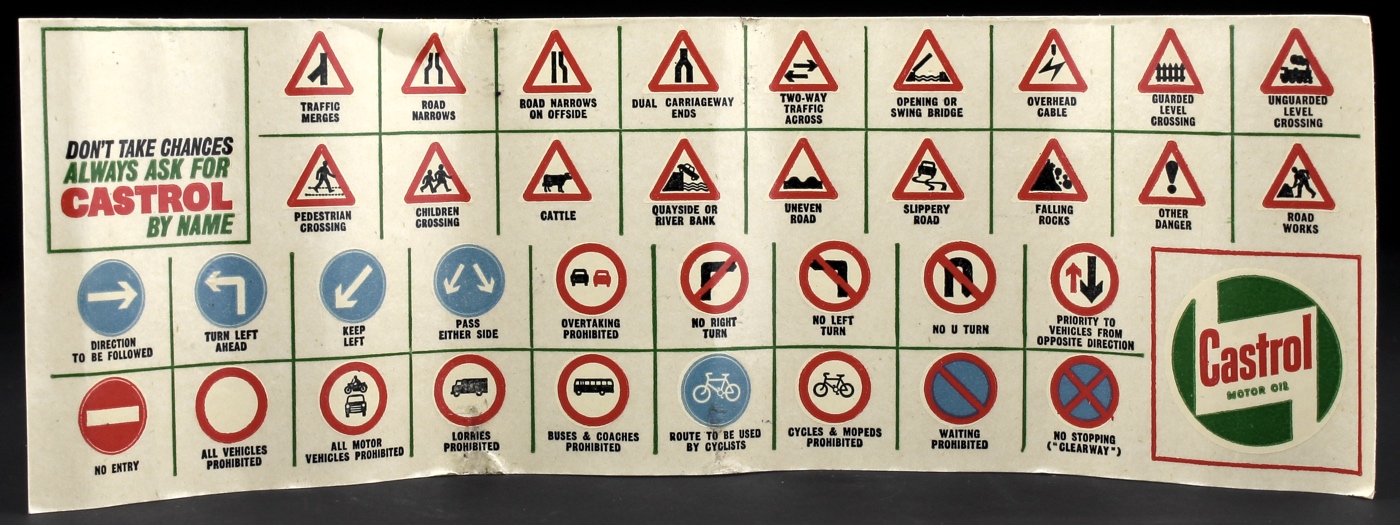 DON'T TAKE CHANCES
ALWAYS ASK FOR
CASTROL
BY NAME
TRAFFIC
MERGES
ROAD
NARROWS
ROAD NARROWS
ON OFFSIDE
DUAL CARRIAGEWAY
ENDS
TWO-WAY
TRAFFIC
ACROSS
OPENING OR
SWING BRIDGE
OVERHEAD
CABLE
GUARDED
LEVEL
CROSSING
UNGUARDED
LEVEL
CROSSING
PEDESTRIAN
CROSSING
CHILDREN
CROSSING
CATTLE
QUAYSIDE OR
RIVER BANK
UNEVEN
ROAD
SLIPPERY
ROAD
FALLING
ROCKS
OTHER
DANGER
ROAD
WORKS
DIRECTION
TO BE FOLLOWED
TURN LEFT
AHEAD
KEEP
LEFT
PASS
EITHER SIDE
OVERTAKING
PROHIBITED
NO RIGHT
TURN
NO LEFT
TURN
NO U TURN
PRIORITY TO
VEHICLES FROM
OPPOSITE DIRECTION
NO ENTRY
ALL VEHICLES
PROHIBITED
ALL MOTOR
VEHICLES PROHIBITED
LORRIES
PROHIBITED
BUSES & COACHES
PROHIBITED
ROUTE TO BE USED
BY CYCLISTS
CYCLES & MOPEDS
PROHIBITED
WAITING
PROHIBITED
NO STOPPING
("CLEARWAY")
Castrol
MOTOR OIL